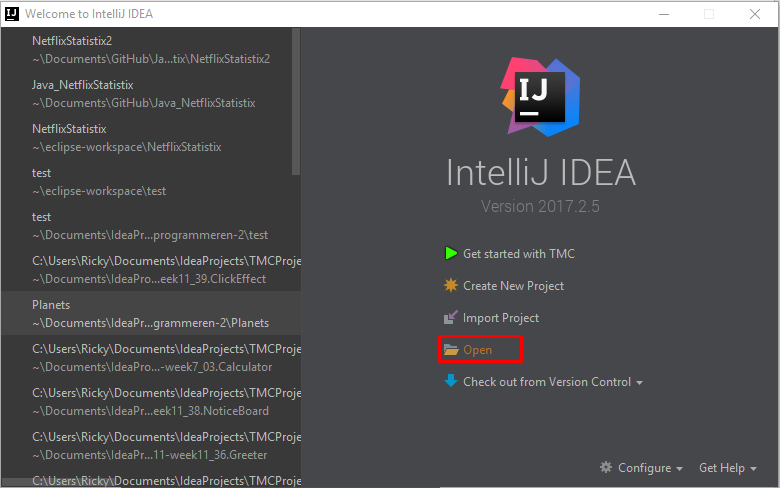 Welcome to IntelliJ IDEA
NetflixStatistix2
~\Documents\GitHub\Ja...tix\NetflixStatistix2
Java_NetflixStatistix
~\Documents\GitHub\Java_NetflixStatistix
NetflixStatistix
~\eclipse-workspace\NetflixStatistix
test
~\eclipse-workspace\test
test
~\Documents\IdeaPr...programmeren-2\test
C:\Users\Ricky\Documents\IdeaProjects\TMCProje
~\Documents\IdeaPro...eek11_39.ClickEffect
Planets
~\Documents\IdeaPr...grammeren-2\Planets
C:\Users\Ricky\Documents\IdeaProjects\TMCProje
~\Documents\IdeaPr...-week7_03.Calculator
C:\Users\Ricky\Documents\IdeaProjects\TMCProje
~\Documents\IdeaPr...eek11_38.NoticeBoard
C:\Users\Ricky\Documents\IdeaProjects\TMCProje
~\Documents\IdeaPr...11-week11_36.Greeter
C:\Users\Ricky\Documents\IdeaProjects\TMCProje
IJ
IntelliJ IDEA
Version 2017.2.5
Get started with TMC
Create New Project
Import Project
Open
Check out from Version Control
Configure
Get Help